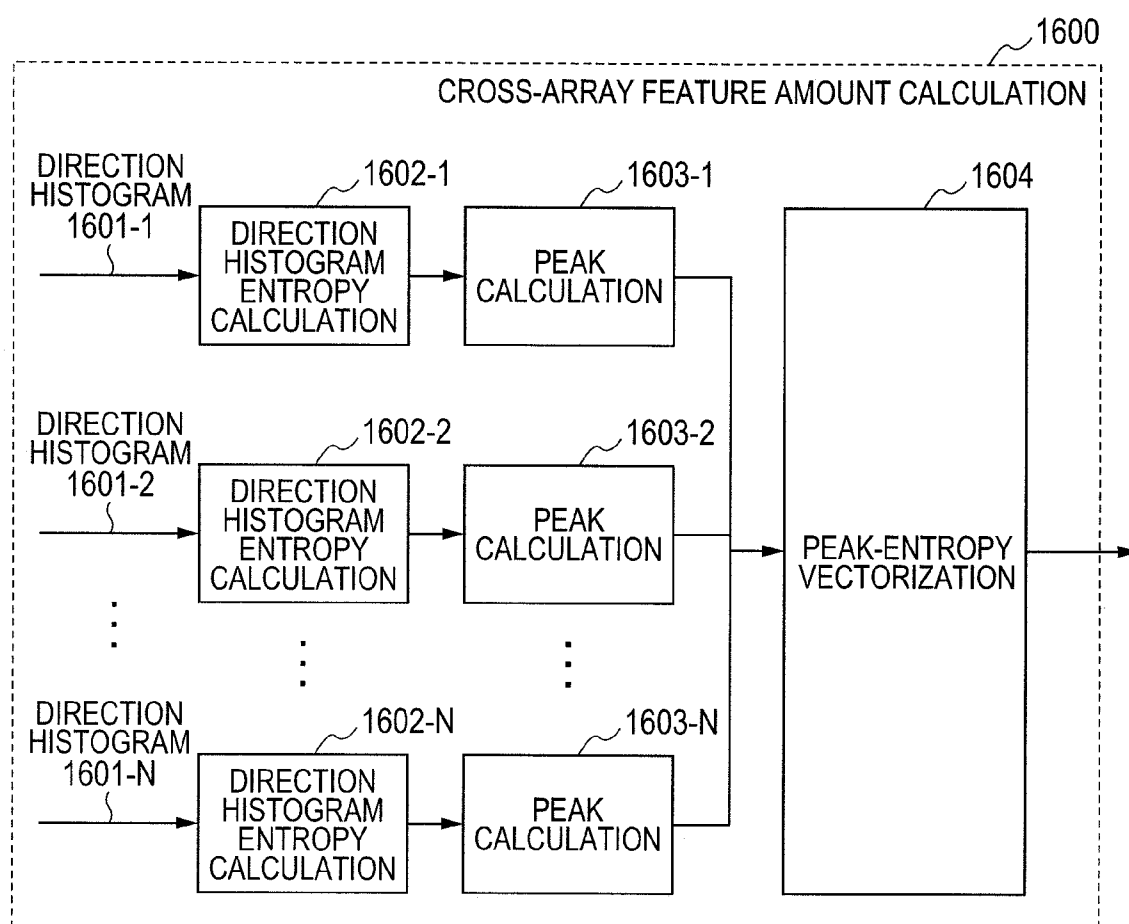 1600
CROSS-ARRAY FEATURE AMOUNT CALCULATION
DIRECTION
HISTOGRAM
1601-1
1602-1
DIRECTION
HISTOGRAM
ENTROPY
CALCULATION
1603-1
PEAK
CALCULATION
1604
PEAK-ENTROPY
VECTORIZATION
DIRECTION
HISTOGRAM
1601-2
1602-2
DIRECTION
HISTOGRAM
ENTROPY
CALCULATION
1603-2
PEAK
CALCULATION
DIRECTION
HISTOGRAM
1601-N
1602-N
DIRECTION
HISTOGRAM
ENTROPY
CALCULATION
1603-N
PEAK
CALCULATION